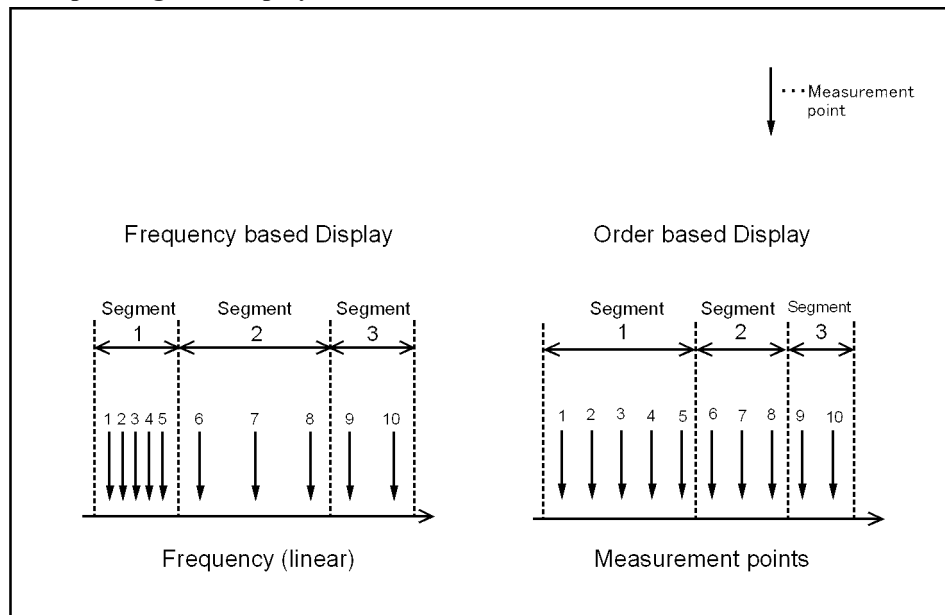 ···Measurement
point
Frequency based Display
Order based Display
Segment
1
Segment
2
Segment
3
Segment
1
Segment
2
Segment
3
1 2 3 4 5 6 7 8 9 10
1 2 3 4 5 6 7 8 9 10
Frequency (linear)
Measurement points